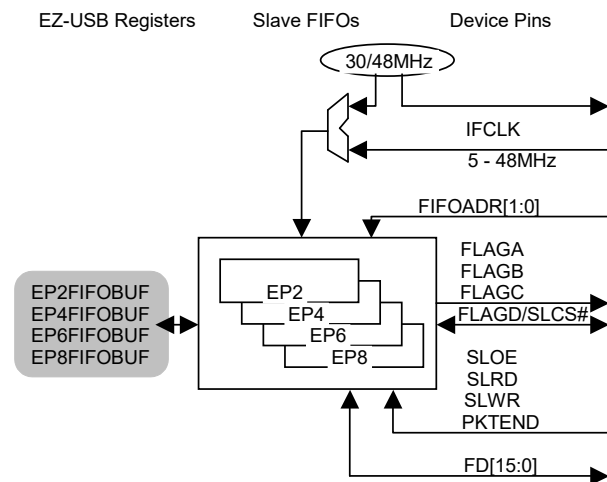 EZ-USB Registers
Slave FIFOs
Device Pins
30/48MHz
IFCLK
5 - 48MHz
FIFOADR[1:0]
FLAGA
FLAGB
FLAGC
FLAGD/SLCS#
EP2FIFOBUF
EP4FIFOBUF
EP6FIFOBUF
EP8FIFOBUF
EP2
EP4
EP6
EP8
SLOE
SLRD
SLWR
PKTEND
FD[15:0]